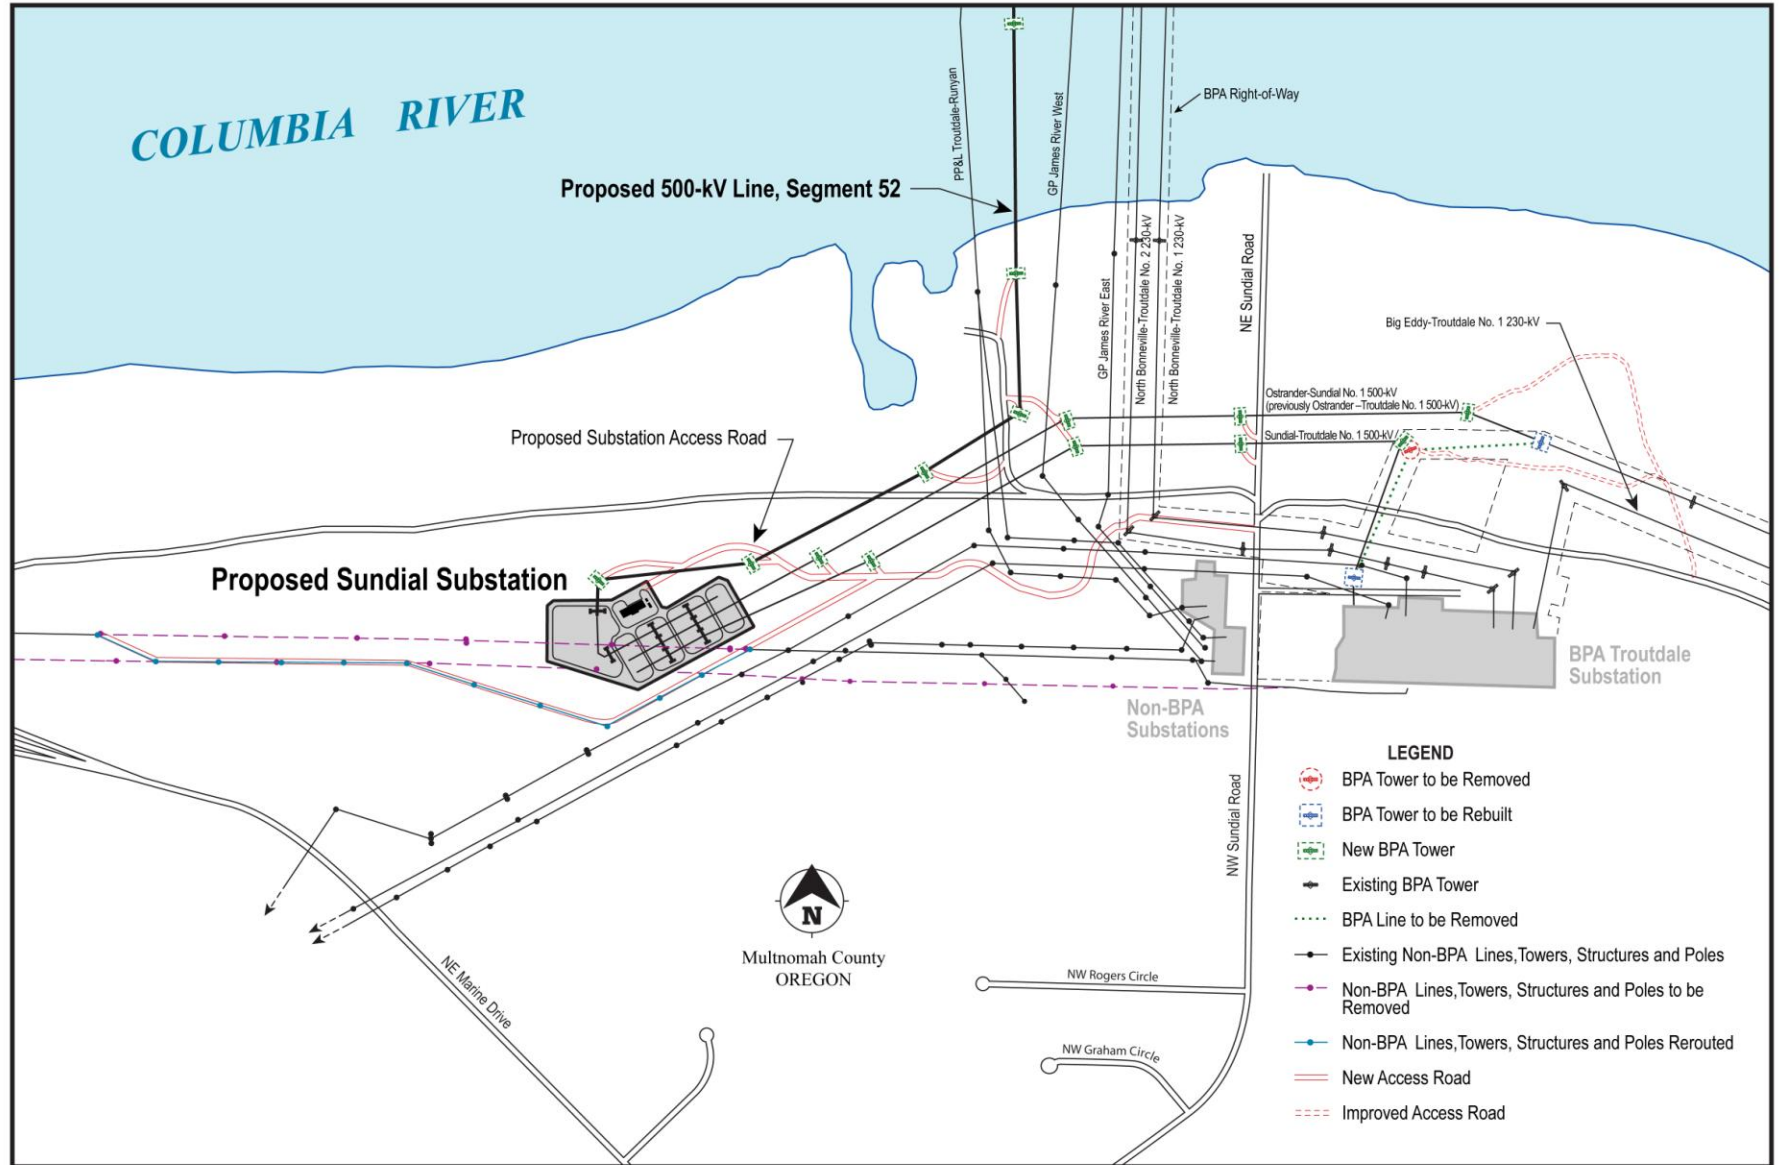 COLUMBIA RIVER
PP&L Troutdale-Runyan
GP James River West
BPA Right-of-Way
Proposed 500-kV Line, Segment 52
GP James River East
North Bonneville-Troutdale No. 2 230-kV
North Bonneville-Troutdale No. 1 230-kV
NE Sundial Road
Big Eddy-Troutdale No. 1 230-kV
Ostrander-Sundial No. 1 500-kV
(previously Ostrander –Troutdale No. 1 500-kV)
Sundial-Troutdale No. 1 500-kV
Proposed Substation Access Road
Proposed Sundial Substation
BPA Troutdale
Substation
Non-BPA
Substations
NW Sundial Road
N
Multnomah County
OREGON
NE Marine Drive
NW Rogers Circle
NW Graham Circle
LEGEND
BPA Tower to be Removed
BPA Tower to be Rebuilt
New BPA Tower
Existing BPA Tower
BPA Line to be Removed
Existing Non-BPA Lines,Towers, Structures and Poles
Non-BPA Lines,Towers, Structures and Poles to be
Removed
Non-BPA Lines,Towers, Structures and Poles Rerouted
New Access Road
Improved Access Road